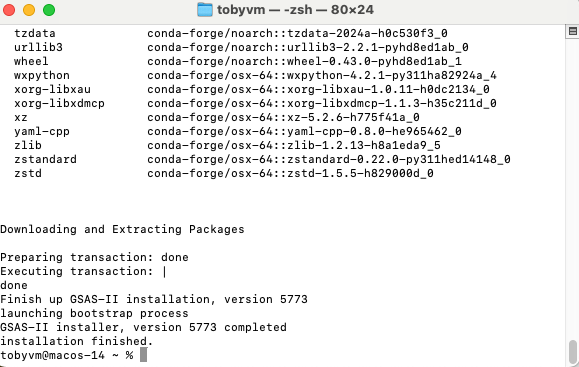 tobyvm — -zsh — 80×24
tzdata conda-forge/noarch::tzdata-2024a-h0c530f3_0
urllib3 conda-forge/noarch::urllib3-2.2.1-pyhd8ed1ab_0
wheel conda-forge/noarch::wheel-0.43.0-pyhd8ed1ab_1
wxpython conda-forge/osx-64::wxpython-4.2.1-py311ha82924a_4
xorg-libxau conda-forge/osx-64::xorg-libxau-1.0.11-h0dc2134_0
xorg-libxdmcp conda-forge/osx-64::xorg-libxdmcp-1.1.3-h35c211d_0
xz conda-forge/osx-64::xz-5.2.6-h775f41a_0
yaml-cpp conda-forge/osx-64::yaml-cpp-0.8.0-he965462_0
zlib conda-forge/osx-64::zlib-1.2.13-h8a1eda9_5
zstandard conda-forge/osx-64::zstandard-0.22.0-py311hed14148_0
zstd conda-forge/osx-64::zstd-1.5.5-h829000d_0
Downloading and Extracting Packages
Preparing transaction: done
Executing transaction: |
done
Finish up GSAS-II installation, version 5773
launching bootstrap process
GSAS-II installer, version 5773 completed
installation finished.
tobyvm@macos-14 ~ %